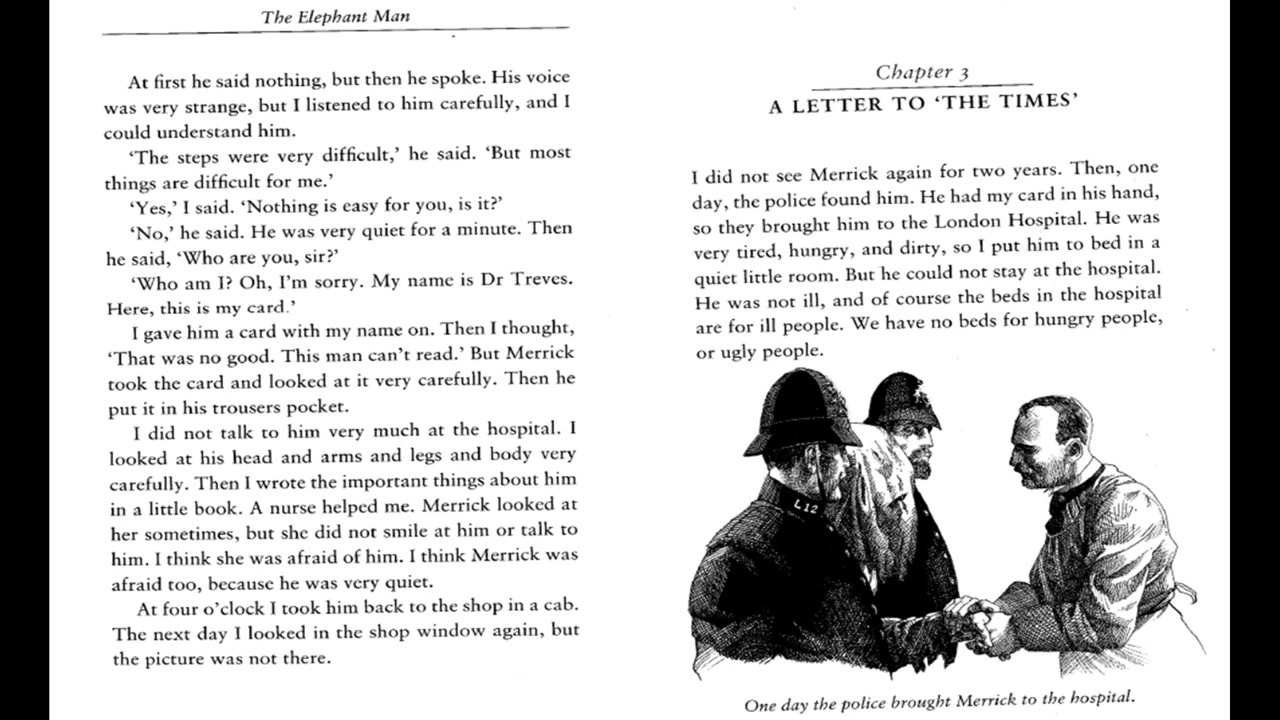 The Elephant Man
At first he said nothing, but then he spoke. His voice
was very strange, but I listened to him carefully, and I
could understand him.
‘The steps were very difficult,’ he said. ‘But most
things are difficult for me.’
‘Yes,’ I said. ‘Nothing is easy for you, is it?’
‘No,’ he said. He was very quiet for a minute. Then
he said, ‘Who are you, sir?’
‘Who am I? Oh, I’m sorry. My name is Dr Treves.
Here, this is my card.’
I gave him a card with my name on. Then I thought,
‘That was no good. This man can’t read.’ But Merrick
took the card and looked at it very carefully. Then he
put it in his trousers pocket.
I did not talk to him very much at the hospital. I
looked at his head and arms and legs and body very
carefully. Then I wrote the important things about him
in a little book. A nurse helped me. Merrick looked at
her sometimes, but she did not smile at him or talk to
him. I think she was afraid of him. I think Merrick was
afraid too, because he was very quiet.
At four o’clock I took him back to the shop in a cab.
The next day I looked in the shop window again, but
the picture was not there.
Chapter 3
A LETTER TO ‘THE TIMES’
I did not see Merrick again for two years. Then, one
day, the police found him. He had my card in his hand,
so they brought him to the London Hospital. He was
very tired, hungry, and dirty, so I put him to bed in a
quiet little room. But he could not stay at the hospital.
He was not ill, and of course the beds in the hospital
are for ill people. We have no beds for hungry people,
or ugly people.
L12
One day the police brought Merrick to the hospital.